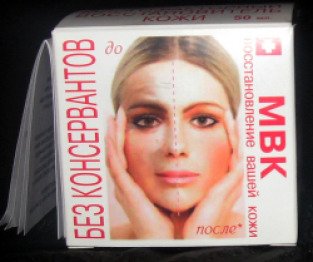 КОЖИ
50 мл
БЕЗ КОНСЕРВАНТОВ
до
после*
МВК
восстановление вашей кожи